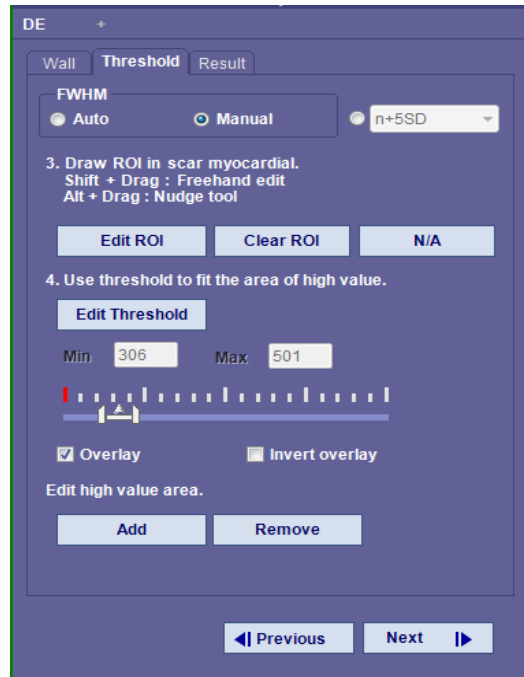 DE +
Wall Threshold Result
FWHM
Auto Manual n+5SD
3. Draw ROI in scar myocardial.
Shift + Drag : Freehand edit
Alt + Drag : Nudge tool
Edit ROI Clear ROI N/A
4. Use threshold to fit the area of high value.
Edit Threshold
Min 306 Max 501
Overlay Invert overlay
Edit high value area.
Add Remove
Previous Next